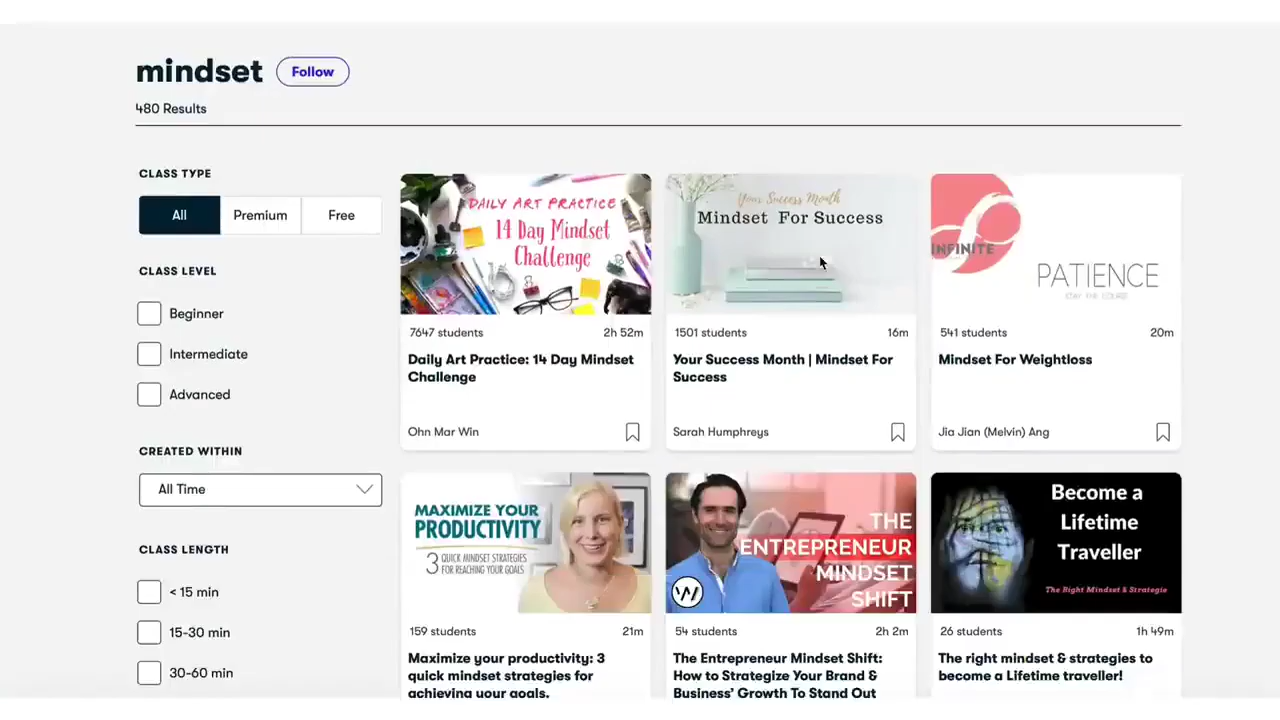 mindset
Follow
480 Results
CLASS TYPE
All
Premium
Free
CLASS LEVEL
Beginner
Intermediate
Advanced
CREATED WITHIN
All Time
CLASS LENGTH
< 15 min
15-30 min
30-60 min
DAILY ART PRACTICE
14 Day Mindset
Challenge
7647 students
2h 52m
Daily Art Practice: 14 Day Mindset
Challenge
Ohn Mar Win
Your Success Month
Mindset For Success
1501 students
16m
Your Success Month | Mindset For
Success
Sarah Humphreys
INFINITE
PATIENCE
STAY THE COURSE
541 students
20m
Mindset For Weightloss
Jia Jian (Melvin) Ang
MAXIMIZE YOUR
PRODUCTIVITY
3 QUICK MINDSET STRATEGIES
FOR REACHING YOUR GOALS
159 students
21m
Maximize your productivity: 3
quick mindset strategies for
achieving your goals.
THE
ENTREPRENEUR
MINDSET
SHIFT
W
54 students
2h 2m
The Entrepreneur Mindset Shift:
How to Strategize Your Brand &
Business' Growth To Stand Out
Become a
Lifetime
Traveller
The Right Mindset & Strategie
26 students
1h 49m
The right mindset & strategies to
become a Lifetime traveller!